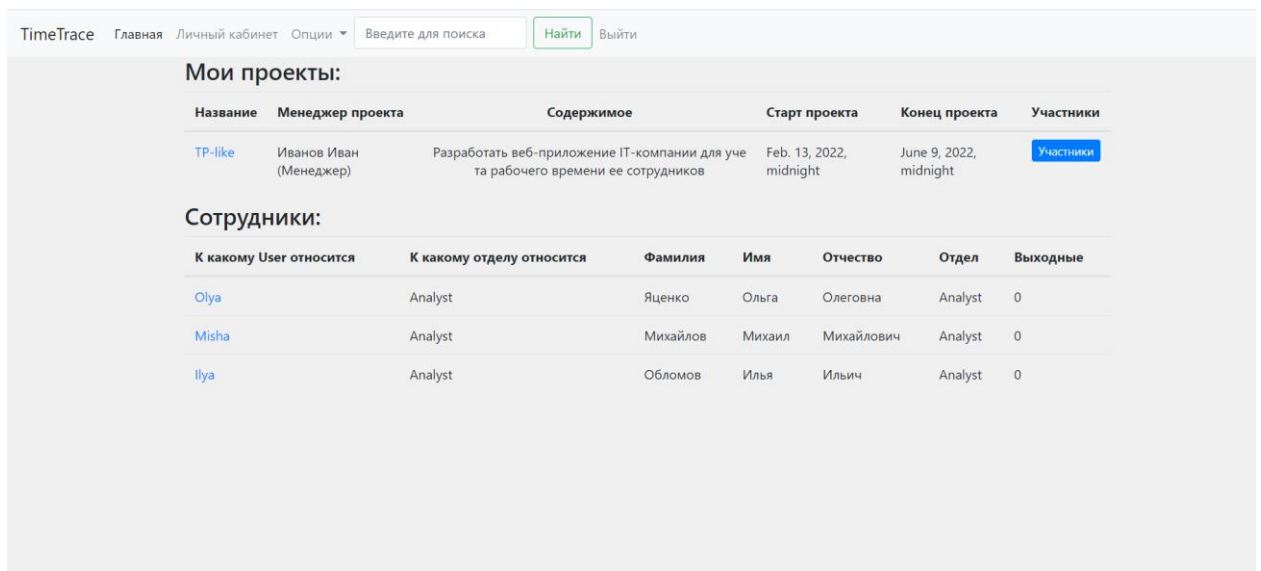 TimeTrace Главная Личный кабинет Опции Введите для поиска Найти Выйти
Мои проекты:
Название Менеджер проекта Содержимое Старт проекта Конец проекта Участники
TP-like Иванов Иван Разработать веб-приложение IT-компании для уче Feb. 13, 2022, June 9, 2022, Участники
(Менеджер) та рабочего времени ее сотрудников midnight midnight
Сотрудники:
К какому User относится К какому отделу относится Фамилия Имя Отчество Отдел Выходные
Olya Analyst Яценко Ольга Олеговна Analyst 0
Misha Analyst Михайлов Михаил Михайлович Analyst 0
Ilya Analyst Обломов Илья Ильич Analyst 0